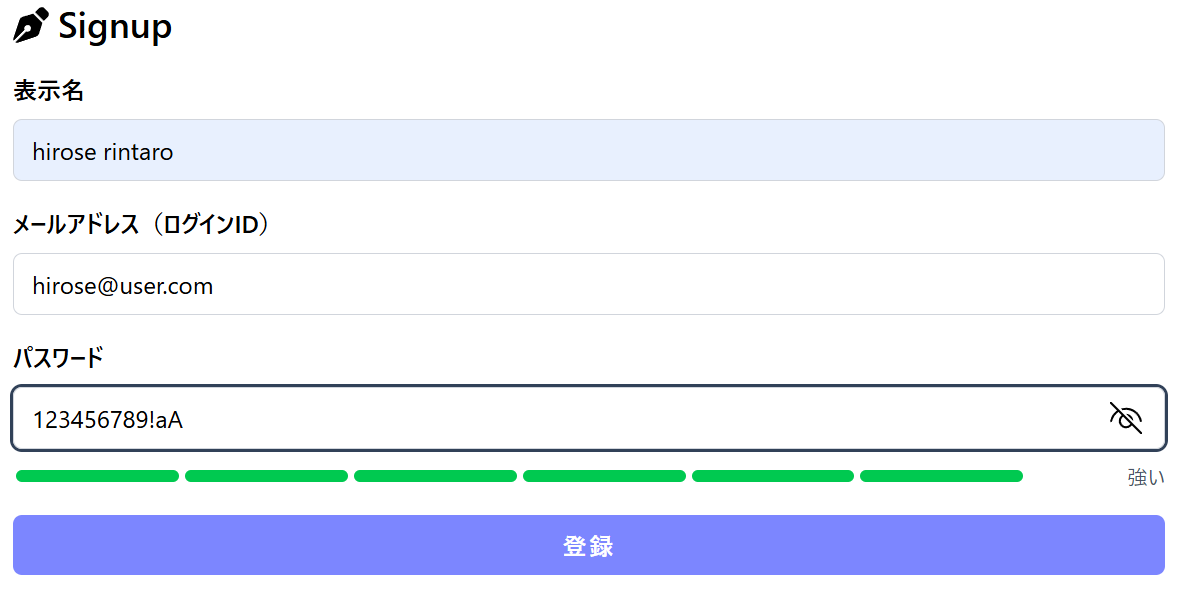 Signup
表示名
hirose rintaro
メールアドレス（ログインID）
hirose@user.com
パスワード
123456789!aA
強い
登録